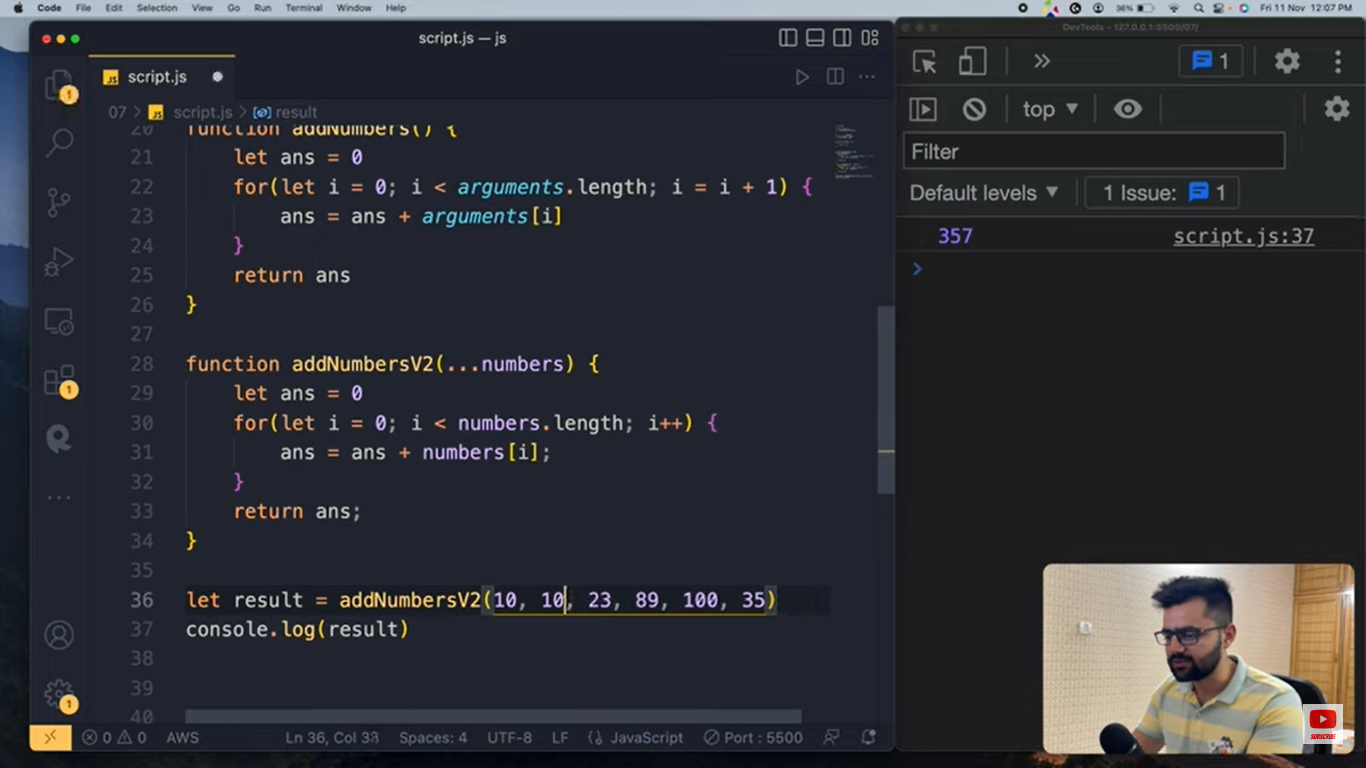 Code File Edit Selection View Go Run Terminal Window Help 36% Fri 11 Nov 12:07 PM
script.js — js
DevTools - 127.0.0.1:5500/07/
JS script.js
1
07 > JS script.js > result
top
Filter
Default levels 1 Issue: 1
357 script.js:37
20 function addNumbers() {
21 let ans = 0
22 for(let i = 0; i < arguments.length; i = i + 1) {
23 ans = ans + arguments[i]
24 }
25 return ans
26 }
27
28 function addNumbersV2(...numbers) {
29 let ans = 0
30 for(let i = 0; i < numbers.length; i++) {
31 ans = ans + numbers[i];
32 }
33 return ans;
34 }
35
36 let result = addNumbersV2(10, 10, 23, 89, 100, 35)
37 console.log(result)
38
39
40
1
1
1
0 0 AWS Ln 36, Col 33 Spaces: 4 UTF-8 LF {} JavaScript Port : 5500
SUBSCRIBE